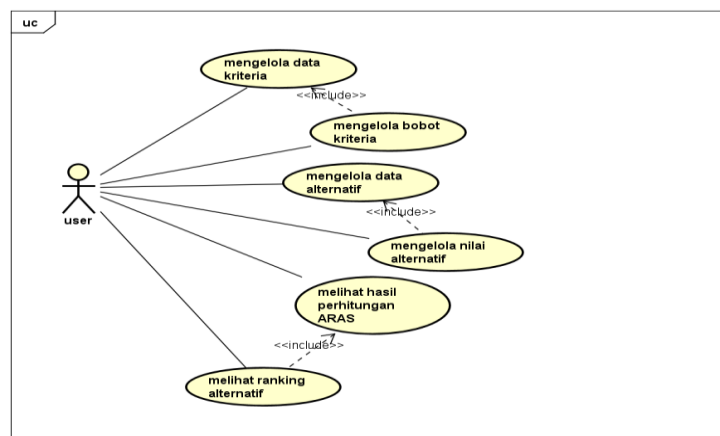 uc
mengelola data
kriteria
<<include>>
mengelola bobot
kriteria
mengelola data
alternatif
<<include>>
user
mengelola nilai
alternatif
melihat hasil
perhitungan
ARAS
<<include>>
melihat ranking
alternatif